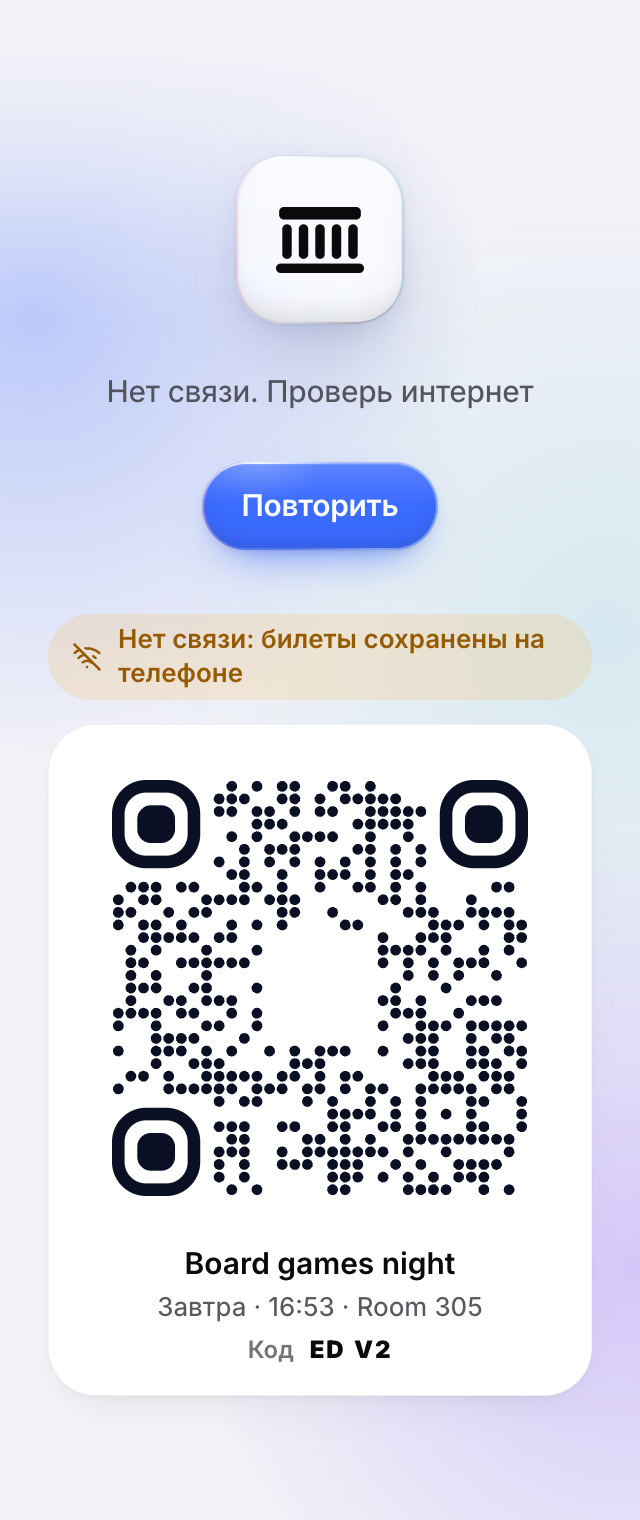 Нет связи. Проверь интернет
Повторить
Нет связи: билеты сохранены на
телефоне
Board games night
Завтра · 16:53 · Room 305
Код ED V2